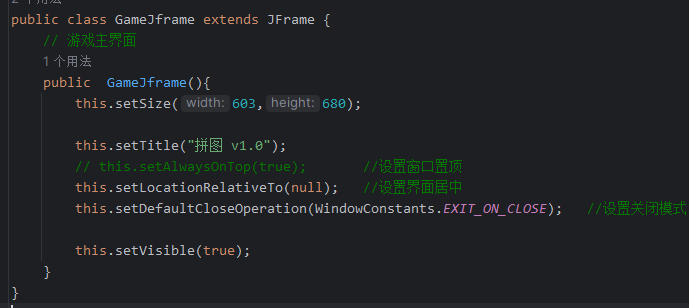 2 个用法
public class GameJframe extends JFrame {
// 游戏主界面
1 个用法
public  GameJframe(){
this.setSize( width: 603, height: 680);
this.setTitle("拼图 v1.0");
// this.setAlwaysOnTop(true);       //设置窗口置顶
this.setLocationRelativeTo(null);   //设置界面居中
this.setDefaultCloseOperation(WindowConstants.EXIT_ON_CLOSE);   //设置关闭模式
this.setVisible(true);
}
}